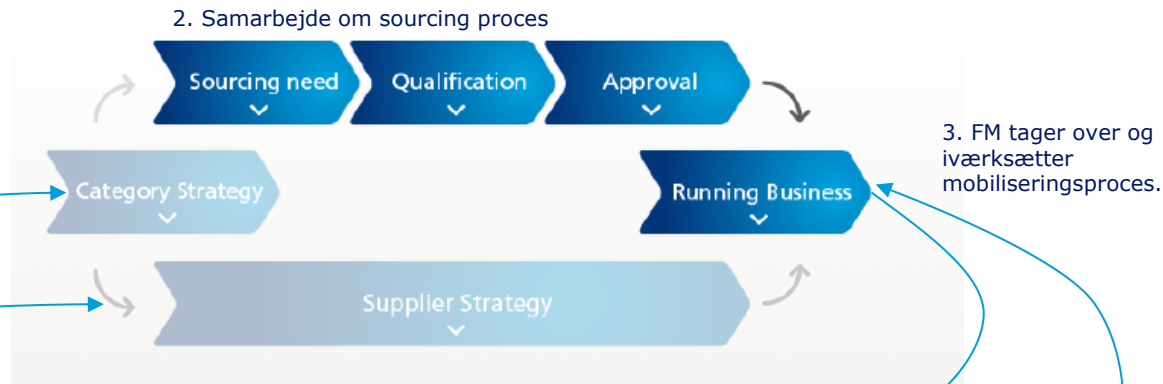 2. Samarbejde om sourcing proces
Sourcing need
Qualification
Approval
3. FM tager over og
iværksætter
mobiliseringsproces.
Category Strategy
Running Business
Supplier Strategy